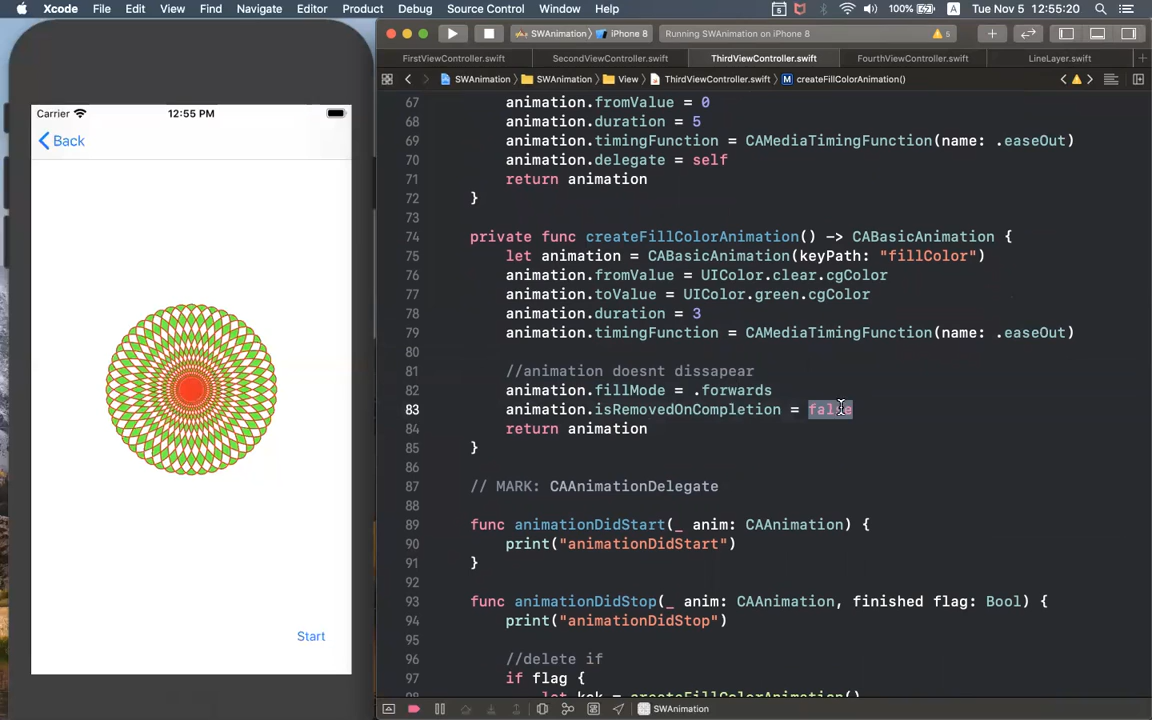 Xcode File Edit View Find Navigate Editor Product Debug Source Control Window Help 5 100% A Tue Nov 5 12:55:20
SWAnimation iPhone 8 Running SWAnimation on iPhone 8 5
FirstViewController.swift SecondViewController.swift ThirdViewController.swift FourthViewController.swift LineLayer.swift
SWAnimation SWAnimation View ThirdViewController.swift M createFillColorAnimation()
Carrier 12:55 PM
Back
Start
67 animation.fromValue = 0
68 animation.duration = 5
69 animation.timingFunction = CAMediaTimingFunction(name: .easeOut)
70 animation.delegate = self
71 return animation
72 }
73
74 private func createFillColorAnimation() -> CABasicAnimation {
75 let animation = CABasicAnimation(keyPath: "fillColor")
76 animation.fromValue = UIColor.clear.cgColor
77 animation.toValue = UIColor.green.cgColor
78 animation.duration = 3
79 animation.timingFunction = CAMediaTimingFunction(name: .easeOut)
80
81 //animation doesnt dissapear
82 animation.fillMode = .forwards
83 animation.isRemovedOnCompletion = false
84 return animation
85 }
86
87 // MARK: CAAnimationDelegate
88
89 func animationDidStart(_ anim: CAAnimation) {
90 print("animationDidStart")
91 }
92
93 func animationDidStop(_ anim: CAAnimation, finished flag: Bool) {
94 print("animationDidStop")
95
96 //delete if
97 if flag {
98 let kek = createFillColorAnimation()
SWAnimation